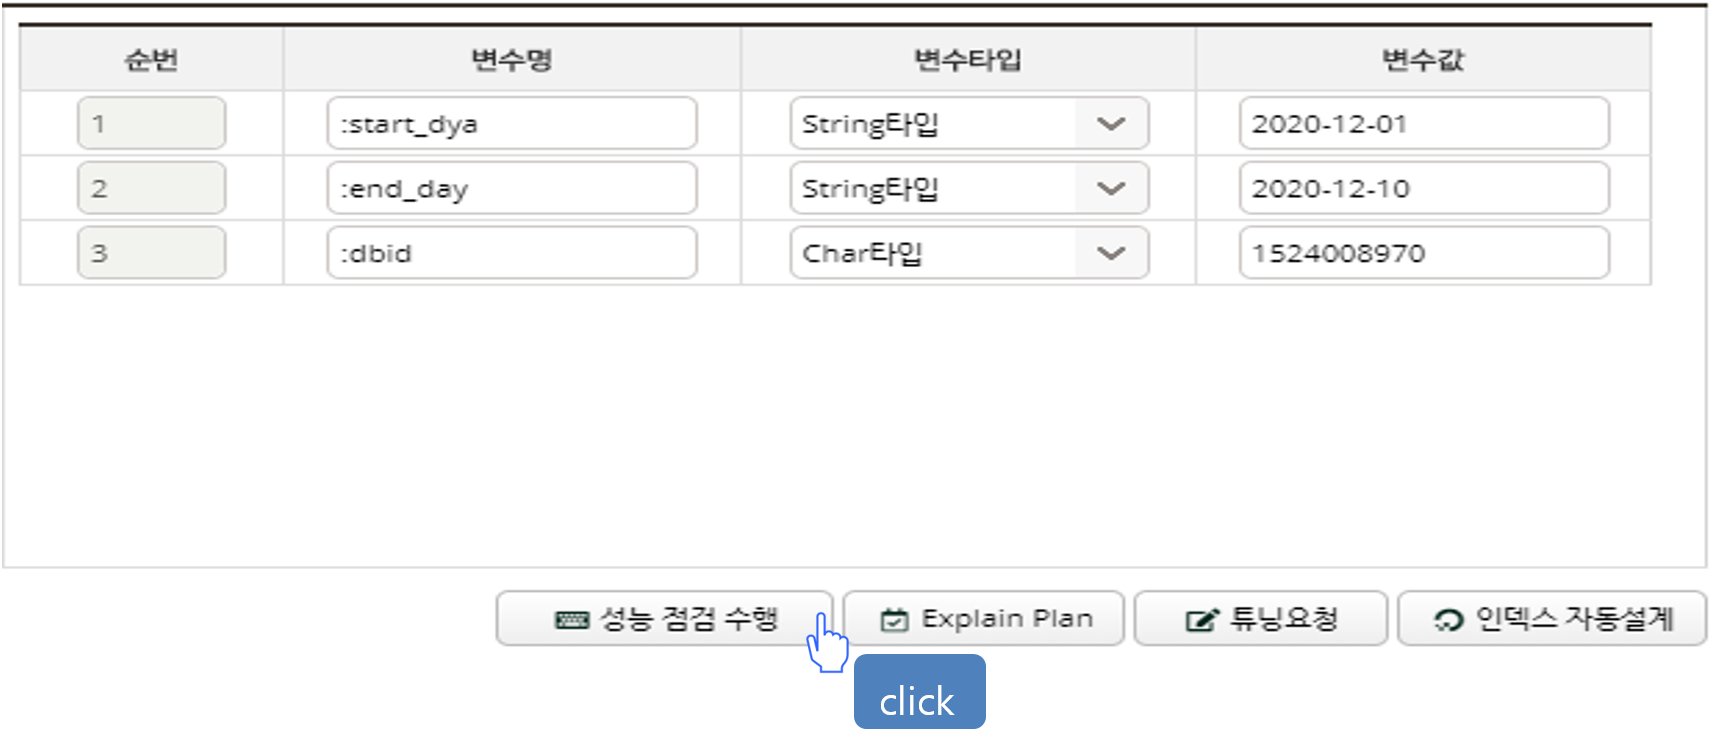 순번 변수명 변수타입 변수값
1 :start_dya String타입 2020-12-01
2 :end_day String타입 2020-12-10
3 :dbid Char타입 1524008970
성능 점검 수행 Explain Plan 튜닝요청 인덱스 자동설계
click